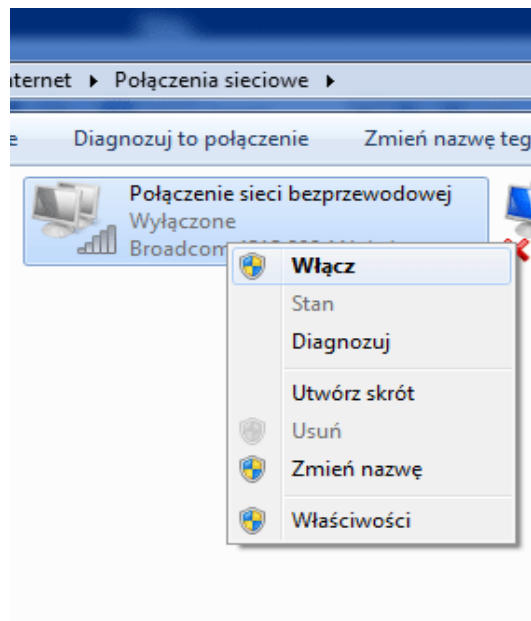 nternet ▸ Połączenia sieciowe ▸
e Diagnozuj to połączenie Zmień nazwę teg
Połączenie sieci bezprzewodowej
Wyłączone
Broadcom
Włącz
Stan
Diagnozuj
Utwórz skrót
Usuń
Zmień nazwę
Właściwości